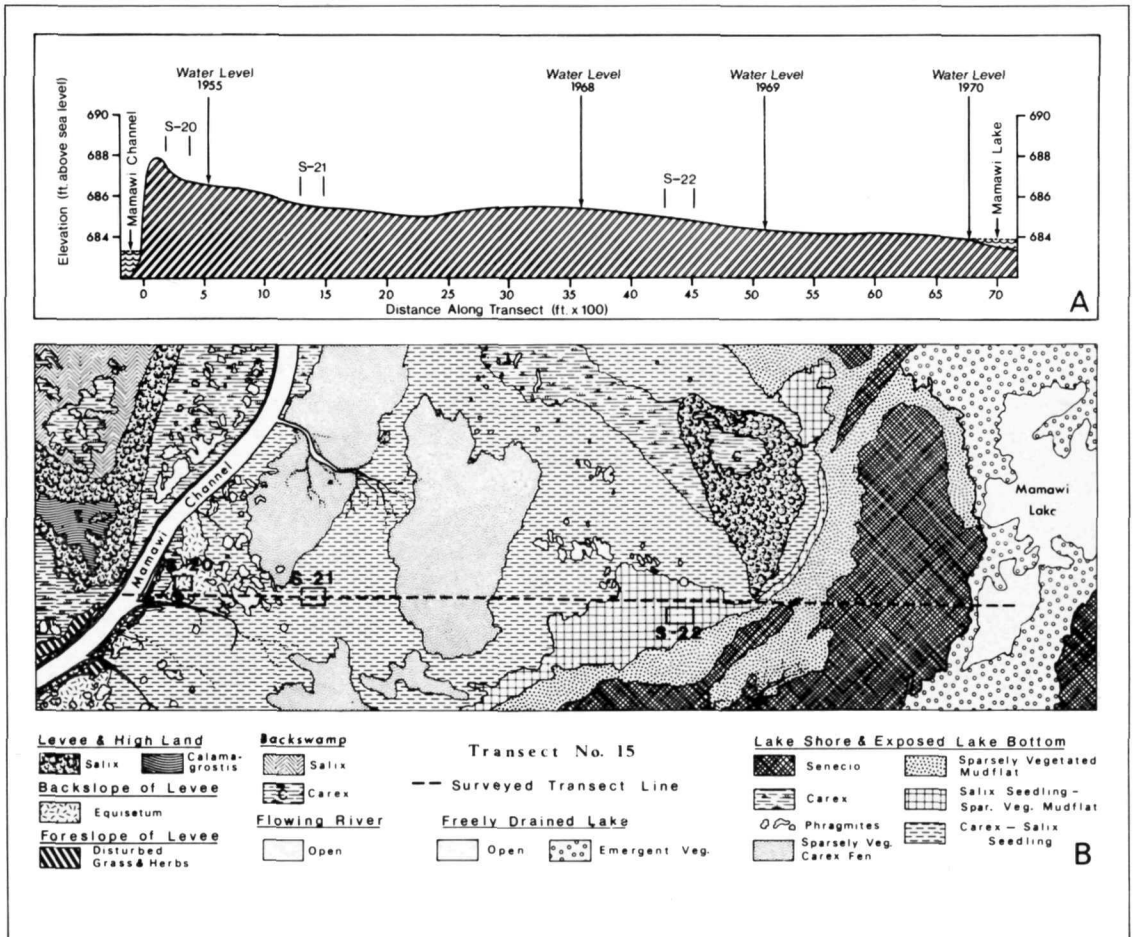 Water Level
1955
Water Level
1968
Water Level
1969
Water Level
1970
Elevation (ft. above sea level)
690
688
686
684
Mamawi Channel
S-20
S-21
S-22
Mamawi Lake
690
688
686
684
0 5 10 15 20 25 30 35 40 45 50 55 60 65 70
Distance Along Transect (ft. x 100)
A
Mamawi Channel
S-20
S-21
S-22
C
Mamawi
Lake
Levee & High Land
Salix
Calama-
grostis
Backslope of Levee
Equisetum
Foreslope of Levee
Disturbed
Grass & Herbs
Backswamp
Salix
C
Carex
Flowing River
Open
Transect No. 15
Surveyed Transect Line
Freely Drained Lake
Open
Emergent Veg.
Lake Shore & Exposed Lake Bottom
Senecio
Carex
Phragmites
Sparsely Veg.
Carex Fen
Sparsely Vegetated
Mudflat
Salix Seedling -
Spar. Veg. Mudflat
Carex - Salix
Seedling
B